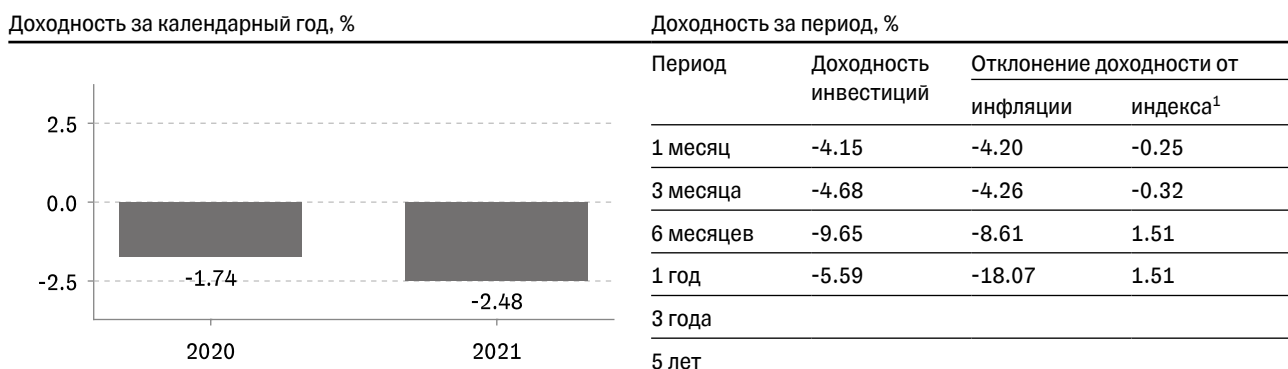 Доходность за календарный год, %
2.5
0.0
-2.5
-1.74
-2.48
2020 2021
Доходность за период, %
Период Доходность инвестиций Отклонение доходности от
инфляции индекса1
1 месяц -4.15 -4.20 -0.25
3 месяца -4.68 -4.26 -0.32
6 месяцев -9.65 -8.61 1.51
1 год -5.59 -18.07 1.51
3 года
5 лет